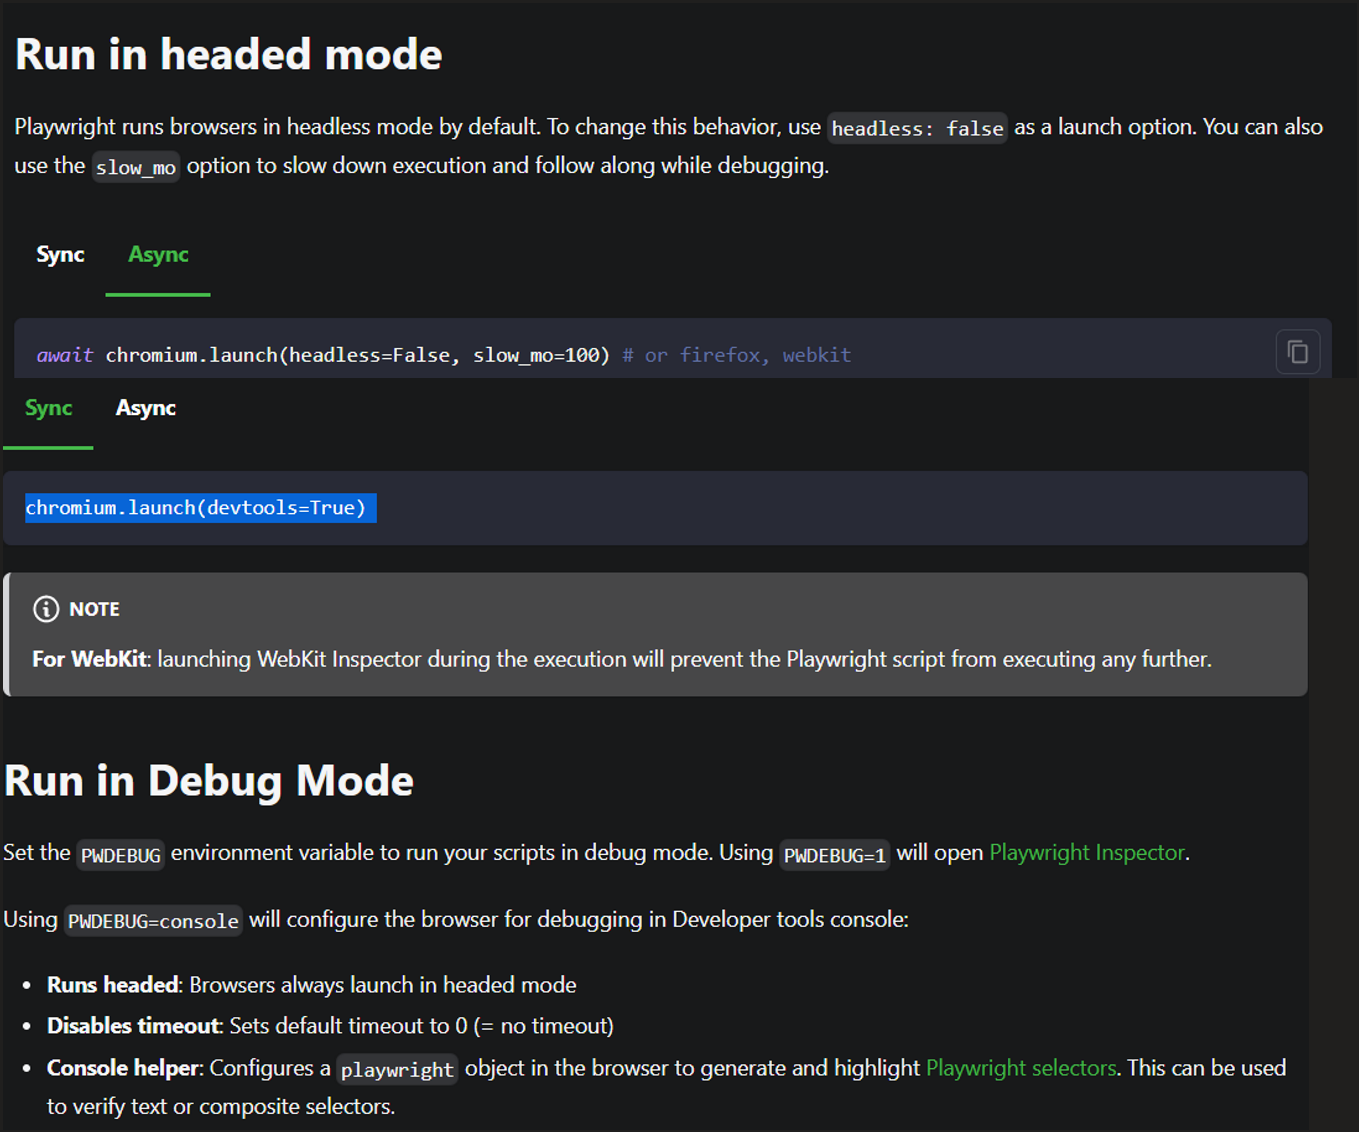 Run in headed mode
Playwright runs browsers in headless mode by default. To change this behavior, use headless: false as a launch option. You can also
use the slow_mo option to slow down execution and follow along while debugging.
Sync Async
await chromium.launch(headless=False, slow_mo=100) # or firefox, webkit
Sync Async
chromium.launch(devtools=True)
NOTE
For WebKit: launching WebKit Inspector during the execution will prevent the Playwright script from executing any further.
Run in Debug Mode
Set the PWDEBUG environment variable to run your scripts in debug mode. Using PWDEBUG=1 will open Playwright Inspector.
Using PWDEBUG=console will configure the browser for debugging in Developer tools console:
• Runs headed: Browsers always launch in headed mode
• Disables timeout: Sets default timeout to 0 (= no timeout)
• Console helper: Configures a playwright object in the browser to generate and highlight Playwright selectors. This can be used
to verify text or composite selectors.